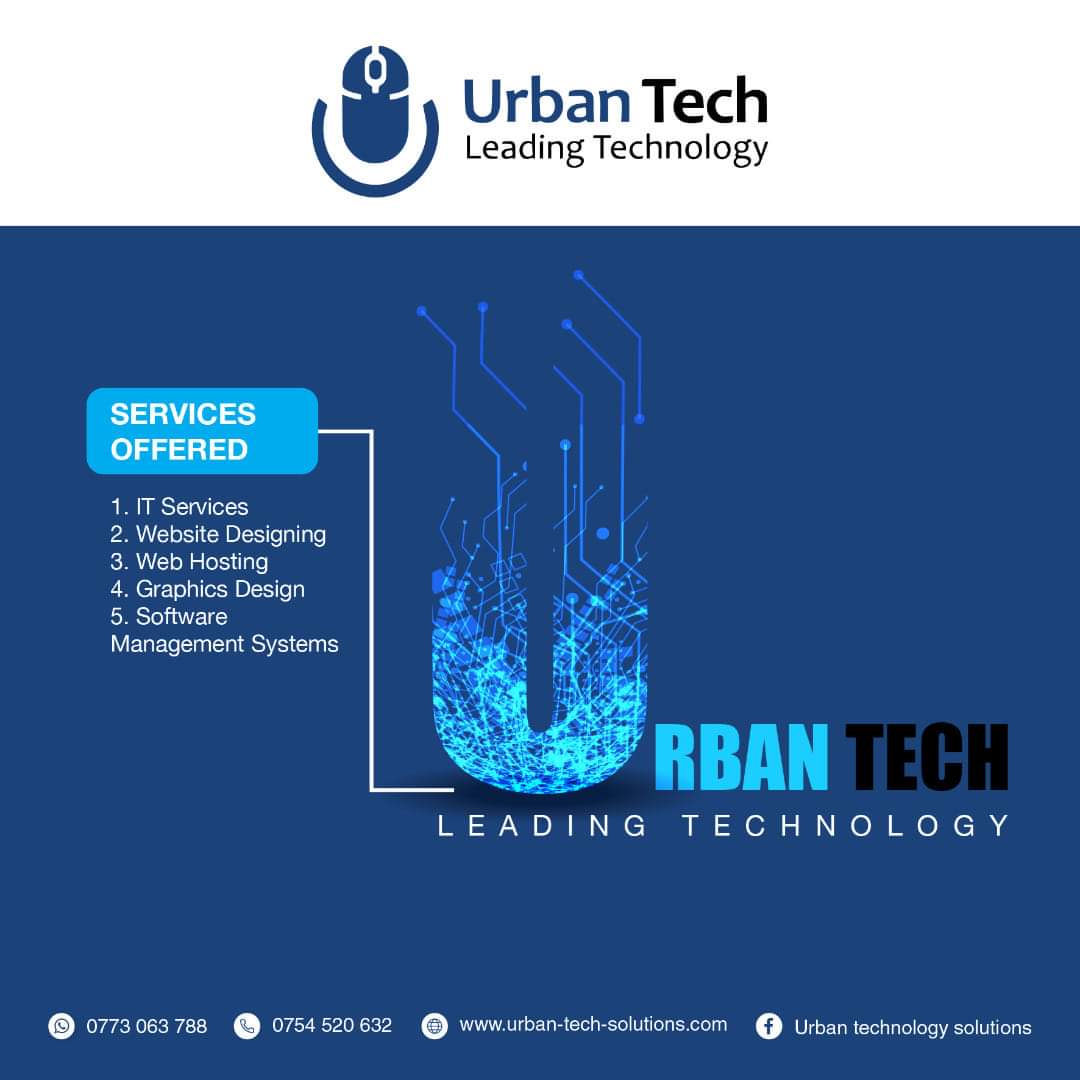 Urban Tech
Leading Technology
SERVICES
OFFERED
1. IT Services
2. Website Designing
3. Web Hosting
4. Graphics Design
5. Software
Management Systems
URBAN TECH
LEADING TECHNOLOGY
0773 063 788
0754 520 632
www.urban-tech-solutions.com
Urban technology solutions